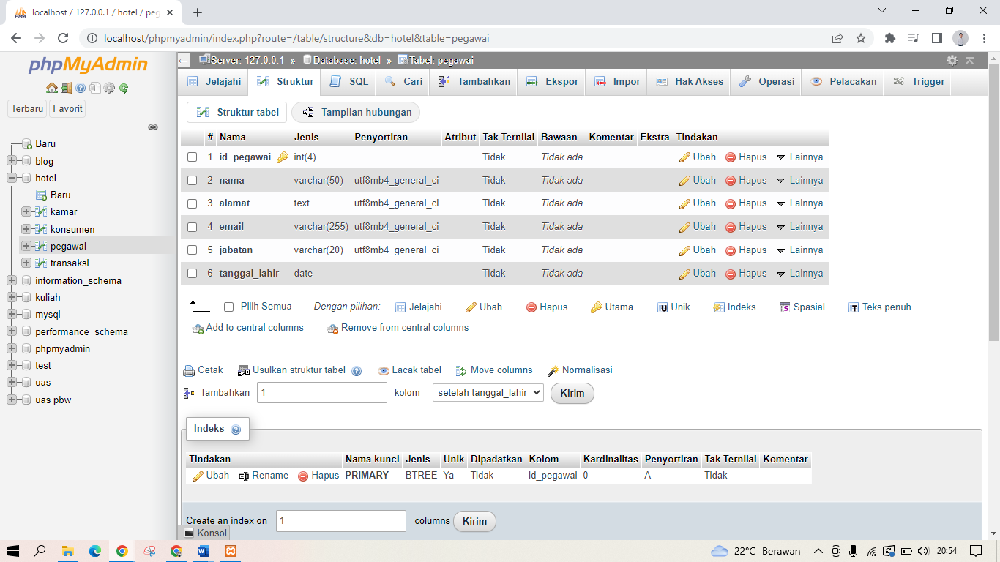 localhost / 127.0.0.1 / hotel / peg
localhost/phpmyadmin/index.php?route=/table/structure&db=hotel&table=pegawai
phpMyAdmin
Terbaru Favorit
Baru
blog
hotel
Baru
kamar
konsumen
pegawai
transaksi
information_schema
kuliah
mysql
performance_schema
phpmyadmin
test
uas
uas pbw
Server: 127.0.0.1 » Database: hotel » Tabel: pegawai
Jelajahi Struktur SQL Cari Tambahkan Ekspor Impor Hak Akses Operasi Pelacakan Trigger
Struktur tabel Tampilan hubungan
# Nama Jenis Penyortiran Atribut Tak Ternilai Bawaan Komentar Ekstra Tindakan
1 id_pegawai int(4) Tidak Tidak ada Ubah Hapus Lainnya
2 nama varchar(50) utf8mb4_general_ci Tidak Tidak ada Ubah Hapus Lainnya
3 alamat text utf8mb4_general_ci Tidak Tidak ada Ubah Hapus Lainnya
4 email varchar(255) utf8mb4_general_ci Tidak Tidak ada Ubah Hapus Lainnya
5 jabatan varchar(20) utf8mb4_general_ci Tidak Tidak ada Ubah Hapus Lainnya
6 tanggal_lahir date Tidak Tidak ada Ubah Hapus Lainnya
Pilih Semua Dengan pilihan: Jelajahi Ubah Hapus Utama Unik Indeks Spasial Teks penuh
Add to central columns Remove from central columns
Cetak Usulkan struktur tabel Lacak tabel Move columns Normalisasi
Tambahkan 1 kolom setelah tanggal_lahir Kirim
Indeks
Tindakan Nama kunci Jenis Unik Dipadatkan Kolom Kardinalitas Penyortiran Tak Ternilai Komentar
Ubah Rename Hapus PRIMARY BTREE Ya Tidak id_pegawai 0 A Tidak
Create an index on 1 columns Kirim
Konsol
22°C Berawan 20:54